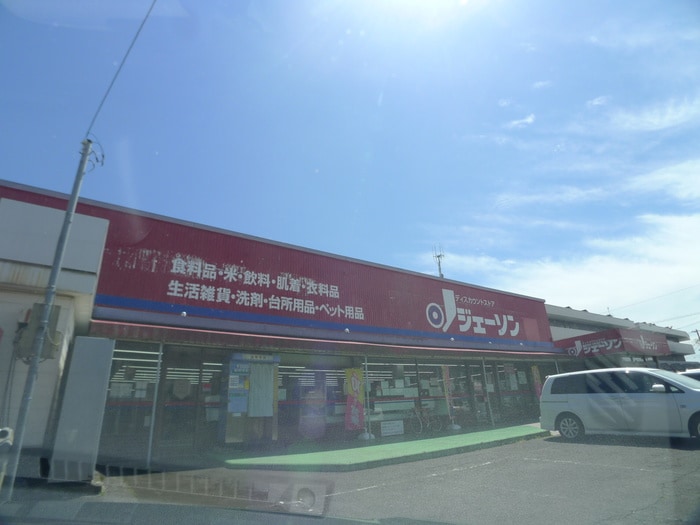 食料品・米・飲料・肌着・衣料品
生活雑貨・洗剤・台所用品・ペット用品
ディスカウントストア
ジェーソン
ジェーソン